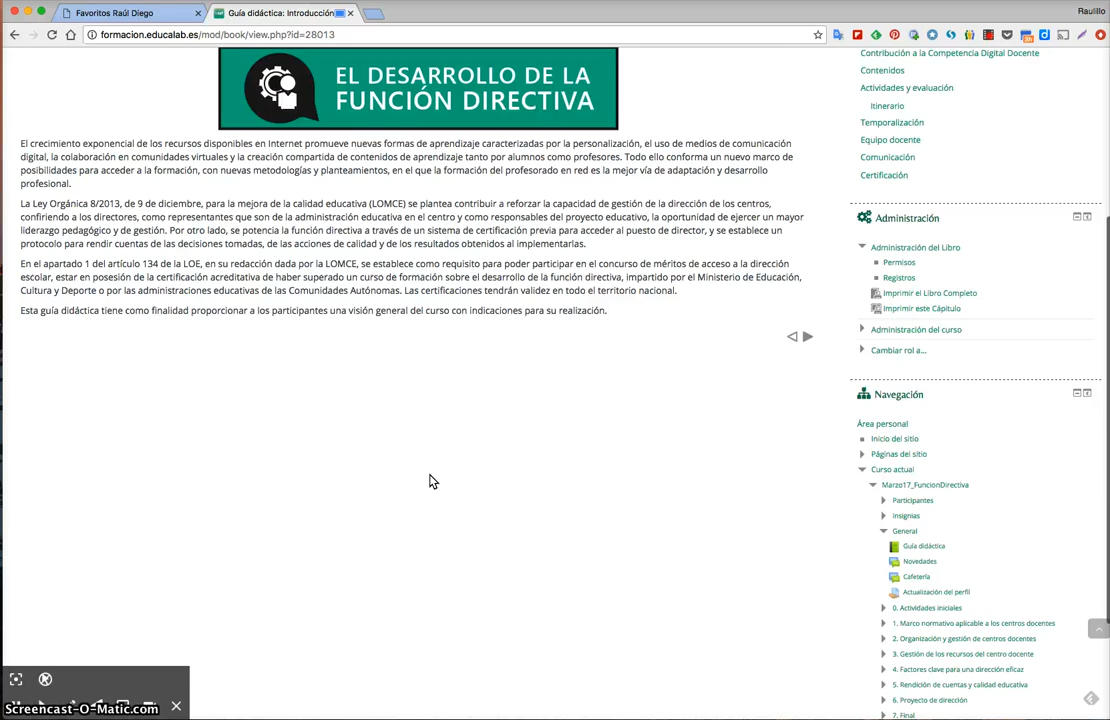 Favoritos Raúl Diego
Guía didáctica: Introducción
Raulillo
formacion.educalab.es/mod/book/view.php?id=28013
EL DESARROLLO DE LA
FUNCIÓN DIRECTIVA
El crecimiento exponencial de los recursos disponibles en Internet promueve nuevas formas de aprendizaje caracterizadas por la personalización, el uso de medios de comunicación
digital, la colaboración en comunidades virtuales y la creación compartida de contenidos de aprendizaje tanto por alumnos como profesores. Todo ello conforma un nuevo marco de
posibilidades para acceder a la formación, con nuevas metodologías y planteamientos, en el que la formación del profesorado en red es la mejor vía de adaptación y desarrollo
profesional.
La Ley Orgánica 8/2013, de 9 de diciembre, para la mejora de la calidad educativa (LOMCE) se plantea contribuir a reforzar la capacidad de gestión de la dirección de los centros,
confiriendo a los directores, como representantes que son de la administración educativa en el centro y como responsables del proyecto educativo, la oportunidad de ejercer un mayor
liderazgo pedagógico y de gestión. Por otro lado, se potencia la función directiva a través de un sistema de certificación previa para acceder al puesto de director, y se establece un
protocolo para rendir cuentas de las decisiones tomadas, de las acciones de calidad y de los resultados obtenidos al implementarlas.
En el apartado 1 del artículo 134 de la LOE, en su redacción dada por la LOMCE, se establece como requisito para poder participar en el concurso de méritos de acceso a la dirección
escolar, estar en posesión de la certificación acreditativa de haber superado un curso de formación sobre el desarrollo de la función directiva, impartido por el Ministerio de Educación,
Cultura y Deporte o por las administraciones educativas de las Comunidades Autónomas. Las certificaciones tendrán validez en todo el territorio nacional.
Esta guía didáctica tiene como finalidad proporcionar a los participantes una visión general del curso con indicaciones para su realización.
Contribución a la Competencia Digital Docente
Contenidos
Actividades y evaluación
Itinerario
Temporalización
Equipo docente
Comunicación
Certificación
Administración
Administración del Libro
Permisos
Registros
Imprimir el Libro Completo
Imprimir este Cápitulo
Administración del curso
Cambiar rol a...
Navegación
Área personal
Inicio del sitio
Páginas del sitio
Curso actual
Marzo17_FuncionDirectiva
Participantes
Insignias
General
Guía didáctica
Novedades
Cafetería
Actualización del perfil
0. Actividades iniciales
1. Marco normativo aplicable a los centros docentes
2. Organización y gestión de centros docentes
3. Gestión de los recursos del centro docente
4. Factores clave para una dirección eficaz
5. Rendición de cuentas y calidad educativa
6. Proyecto de dirección
7. Final
Screencast-O-Matic.com